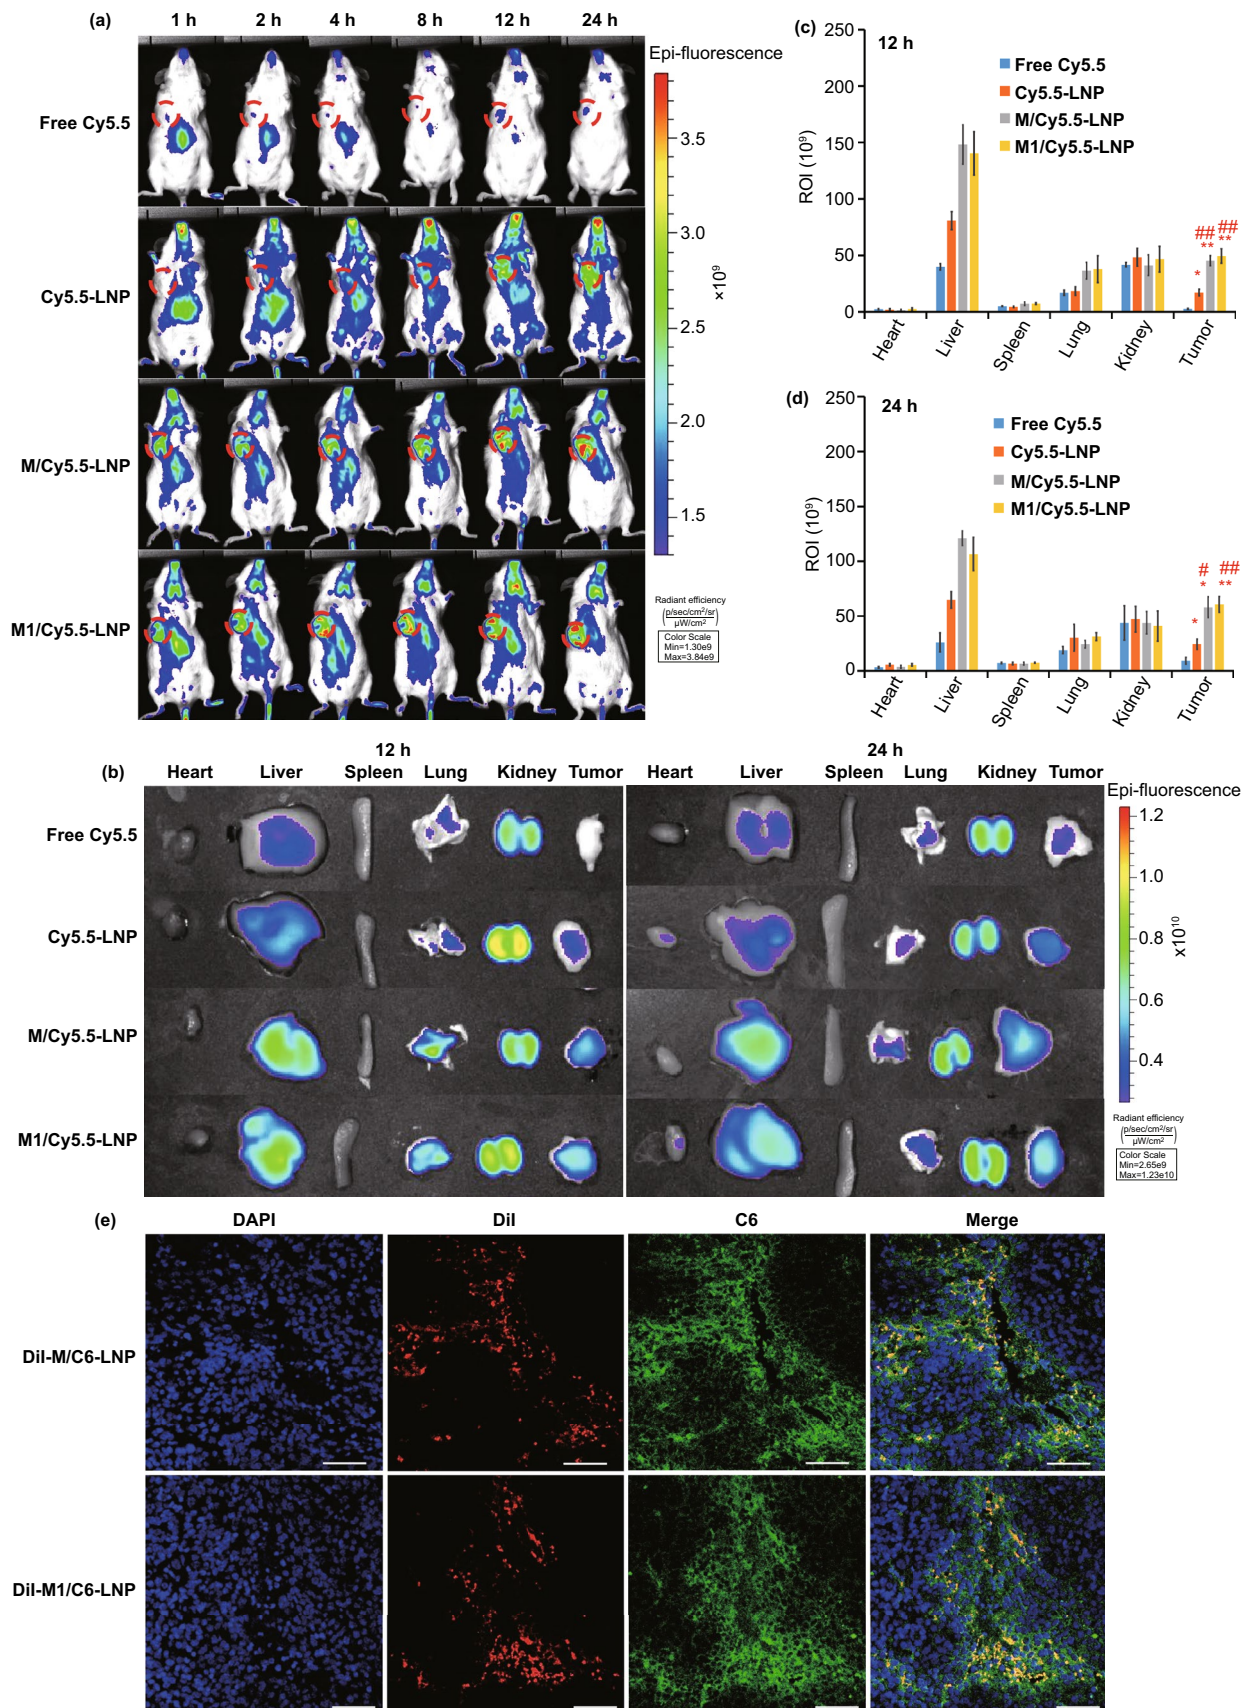 (a)
1 h 2 h 4 h 8 h 12 h 24 h
Free Cy5.5
Cy5.5-LNP
M/Cy5.5-LNP
M1/Cy5.5-LNP
Epi-fluorescence
3.5
3.0
2.5
2.0
1.5
×10⁹
Radiant efficiency
(p/sec/cm²/sr / µW/cm²)
Color Scale
Min=1.30e9
Max=3.84e9
(c)
12 h
ROI (10⁹)
250
200
150
100
50
0
Free Cy5.5
Cy5.5-LNP
M/Cy5.5-LNP
M1/Cy5.5-LNP
## ##
* ** **
Heart Liver Spleen Lung Kidney Tumor
(d)
24 h
ROI (10⁹)
250
200
150
100
50
0
Free Cy5.5
Cy5.5-LNP
M/Cy5.5-LNP
M1/Cy5.5-LNP
# ##
* * **
Heart Liver Spleen Lung Kidney Tumor
(b)
12 h 24 h
Heart Liver Spleen Lung Kidney Tumor Heart Liver Spleen Lung Kidney Tumor
Free Cy5.5
Cy5.5-LNP
M/Cy5.5-LNP
M1/Cy5.5-LNP
Epi-fluorescence
1.2
1.0
0.8
0.6
0.4
x10¹⁰
Radiant efficiency
(p/sec/cm²/sr / µW/cm²)
Color Scale
Min=2.65e9
Max=1.23e10
(e)
DAPI Dil C6 Merge
Dil-M/C6-LNP
Dil-M1/C6-LNP